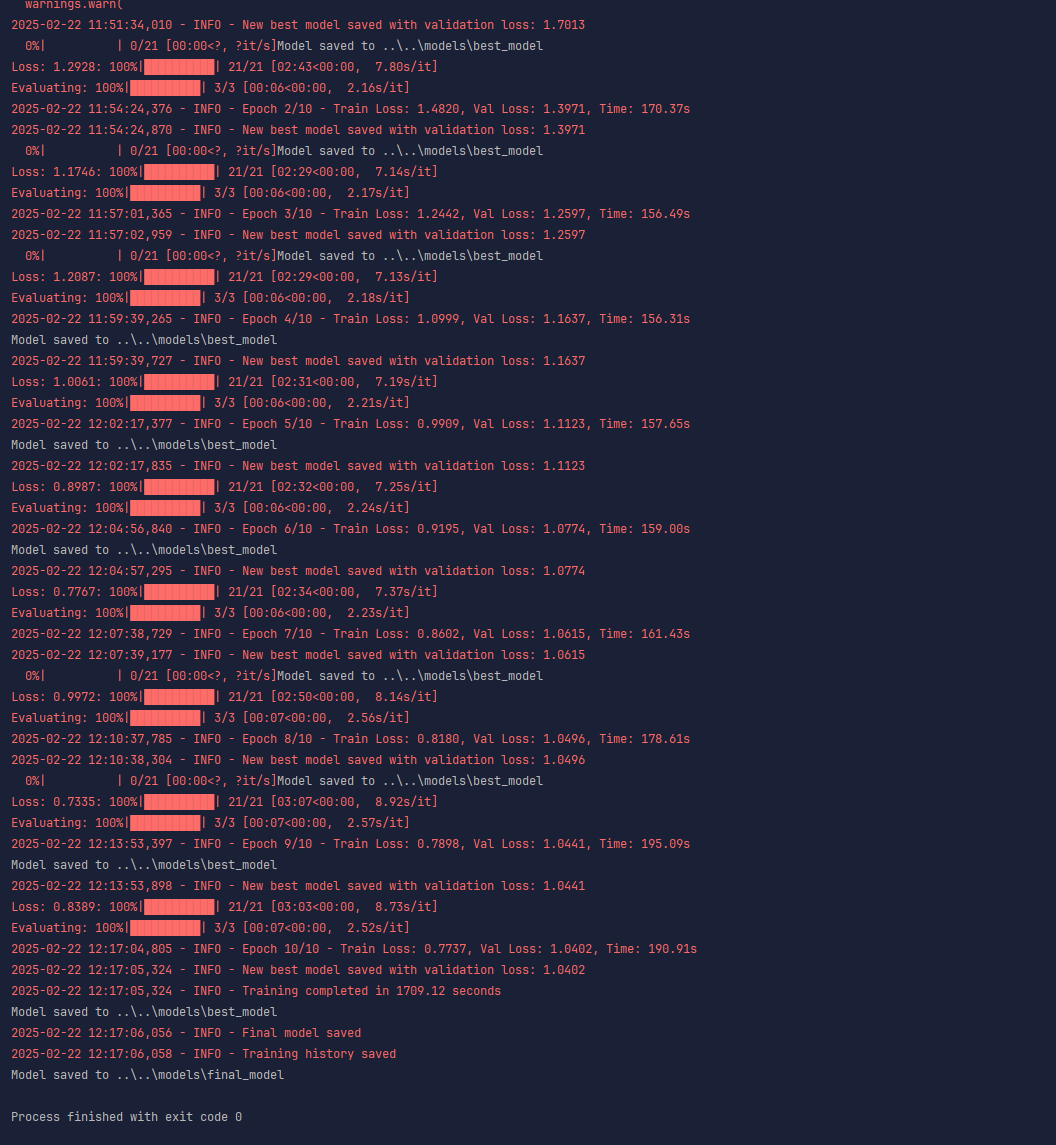 warnings.warn(
2025-02-22 11:51:34,010 - INFO - New best model saved with validation loss: 1.7013
0%|          | 0/21 [00:00<?, ?it/s]Model saved to ..\..\models\best_model
Loss: 1.2928: 100%|██████████| 21/21 [02:43<00:00,  7.80s/it]
Evaluating: 100%|██████████| 3/3 [00:06<00:00,  2.16s/it]
2025-02-22 11:54:24,376 - INFO - Epoch 2/10 - Train Loss: 1.4820, Val Loss: 1.3971, Time: 170.37s
2025-02-22 11:54:24,870 - INFO - New best model saved with validation loss: 1.3971
0%|          | 0/21 [00:00<?, ?it/s]Model saved to ..\..\models\best_model
Loss: 1.1746: 100%|██████████| 21/21 [02:29<00:00,  7.14s/it]
Evaluating: 100%|██████████| 3/3 [00:06<00:00,  2.17s/it]
2025-02-22 11:57:01,365 - INFO - Epoch 3/10 - Train Loss: 1.2442, Val Loss: 1.2597, Time: 156.49s
2025-02-22 11:57:02,959 - INFO - New best model saved with validation loss: 1.2597
0%|          | 0/21 [00:00<?, ?it/s]Model saved to ..\..\models\best_model
Loss: 1.2087: 100%|██████████| 21/21 [02:29<00:00,  7.13s/it]
Evaluating: 100%|██████████| 3/3 [00:06<00:00,  2.18s/it]
2025-02-22 11:59:39,265 - INFO - Epoch 4/10 - Train Loss: 1.0999, Val Loss: 1.1637, Time: 156.31s
Model saved to ..\..\models\best_model
2025-02-22 11:59:39,727 - INFO - New best model saved with validation loss: 1.1637
Loss: 1.0061: 100%|██████████| 21/21 [02:31<00:00,  7.19s/it]
Evaluating: 100%|██████████| 3/3 [00:06<00:00,  2.21s/it]
2025-02-22 12:02:17,377 - INFO - Epoch 5/10 - Train Loss: 0.9909, Val Loss: 1.1123, Time: 157.65s
Model saved to ..\..\models\best_model
2025-02-22 12:02:17,835 - INFO - New best model saved with validation loss: 1.1123
Loss: 0.8987: 100%|██████████| 21/21 [02:32<00:00,  7.25s/it]
Evaluating: 100%|██████████| 3/3 [00:06<00:00,  2.24s/it]
2025-02-22 12:04:56,840 - INFO - Epoch 6/10 - Train Loss: 0.9195, Val Loss: 1.0774, Time: 159.00s
Model saved to ..\..\models\best_model
2025-02-22 12:04:57,295 - INFO - New best model saved with validation loss: 1.0774
Loss: 0.7767: 100%|██████████| 21/21 [02:34<00:00,  7.37s/it]
Evaluating: 100%|██████████| 3/3 [00:06<00:00,  2.23s/it]
2025-02-22 12:07:38,729 - INFO - Epoch 7/10 - Train Loss: 0.8602, Val Loss: 1.0615, Time: 161.43s
2025-02-22 12:07:39,177 - INFO - New best model saved with validation loss: 1.0615
0%|          | 0/21 [00:00<?, ?it/s]Model saved to ..\..\models\best_model
Loss: 0.9972: 100%|██████████| 21/21 [02:50<00:00,  8.14s/it]
Evaluating: 100%|██████████| 3/3 [00:07<00:00,  2.56s/it]
2025-02-22 12:10:37,785 - INFO - Epoch 8/10 - Train Loss: 0.8180, Val Loss: 1.0496, Time: 178.61s
2025-02-22 12:10:38,304 - INFO - New best model saved with validation loss: 1.0496
0%|          | 0/21 [00:00<?, ?it/s]Model saved to ..\..\models\best_model
Loss: 0.7335: 100%|██████████| 21/21 [03:07<00:00,  8.92s/it]
Evaluating: 100%|██████████| 3/3 [00:07<00:00,  2.57s/it]
2025-02-22 12:13:53,397 - INFO - Epoch 9/10 - Train Loss: 0.7898, Val Loss: 1.0441, Time: 195.09s
Model saved to ..\..\models\best_model
2025-02-22 12:13:53,898 - INFO - New best model saved with validation loss: 1.0441
Loss: 0.8389: 100%|██████████| 21/21 [03:03<00:00,  8.73s/it]
Evaluating: 100%|██████████| 3/3 [00:07<00:00,  2.52s/it]
2025-02-22 12:17:04,805 - INFO - Epoch 10/10 - Train Loss: 0.7737, Val Loss: 1.0402, Time: 190.91s
2025-02-22 12:17:05,324 - INFO - New best model saved with validation loss: 1.0402
2025-02-22 12:17:05,324 - INFO - Training completed in 1709.12 seconds
Model saved to ..\..\models\best_model
2025-02-22 12:17:06,056 - INFO - Final model saved
2025-02-22 12:17:06,058 - INFO - Training history saved
Model saved to ..\..\models\final_model
Process finished with exit code 0